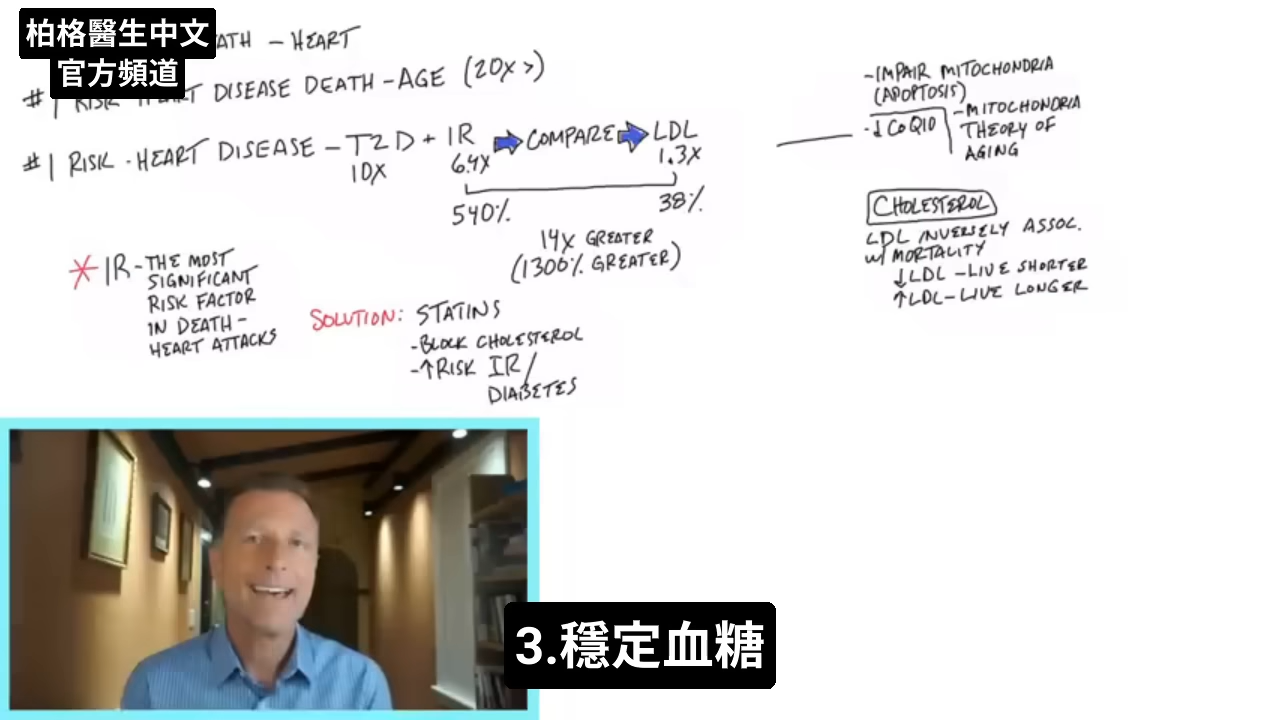 柏格醫生中文
官方頻道
ATH – HEART
#1 RISK HEART DISEASE DEATH – AGE (20X >)
#1 RISK - HEART DISEASE – T2D + IR COMPARE LDL
10X 6.4X 1.3X
540% 38%
14X GREATER
(1300% GREATER)
* IR – THE MOST
SIGNIFICANT
RISK FACTOR
IN DEATH –
HEART ATTACKS
SOLUTION: STATINS
- BLOCK CHOLESTEROL
- ↑RISK IR/
DIABETES
- IMPAIR MITOCHONDRIA
(APOPTOSIS)
- ↓ CoQ10
- MITOCHONDRIA
THEORY OF
AGING
CHOLESTEROL
LDL INVERSELY ASSOC.
w/ MORTALITY
↓LDL – LIVE SHORTER
↑LDL – LIVE LONGER
3.穩定血糖